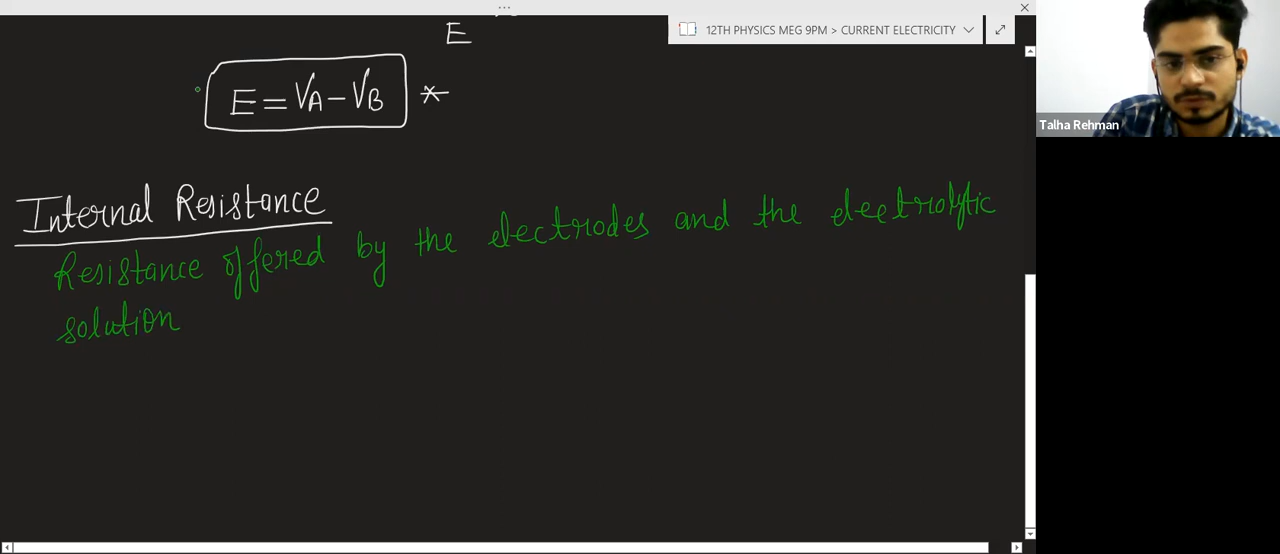 12TH PHYSICS MEG 9PM > CURRENT ELECTRICITY
E
E = VA - VB *
Talha Rehman
Internal Resistance
Resistance offered by the electrodes and the electrolytic
solution